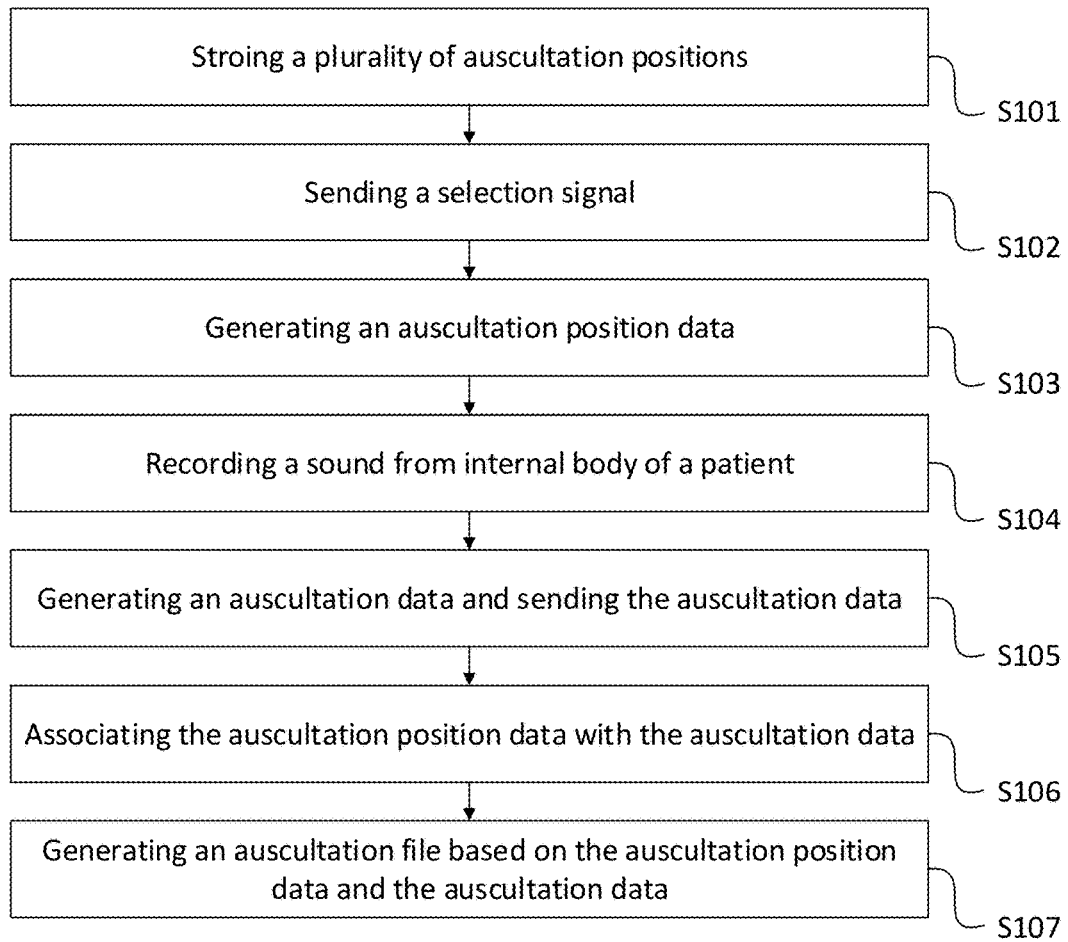 Stroing a plurality of auscultation positions
S101
Sending a selection signal
S102
Generating an auscultation position data
S103
Recording a sound from internal body of a patient
S104
Generating an auscultation data and sending the auscultation data
S105
Associating the auscultation position data with the auscultation data
S106
Generating an auscultation file based on the auscultation position
data and the auscultation data
S107